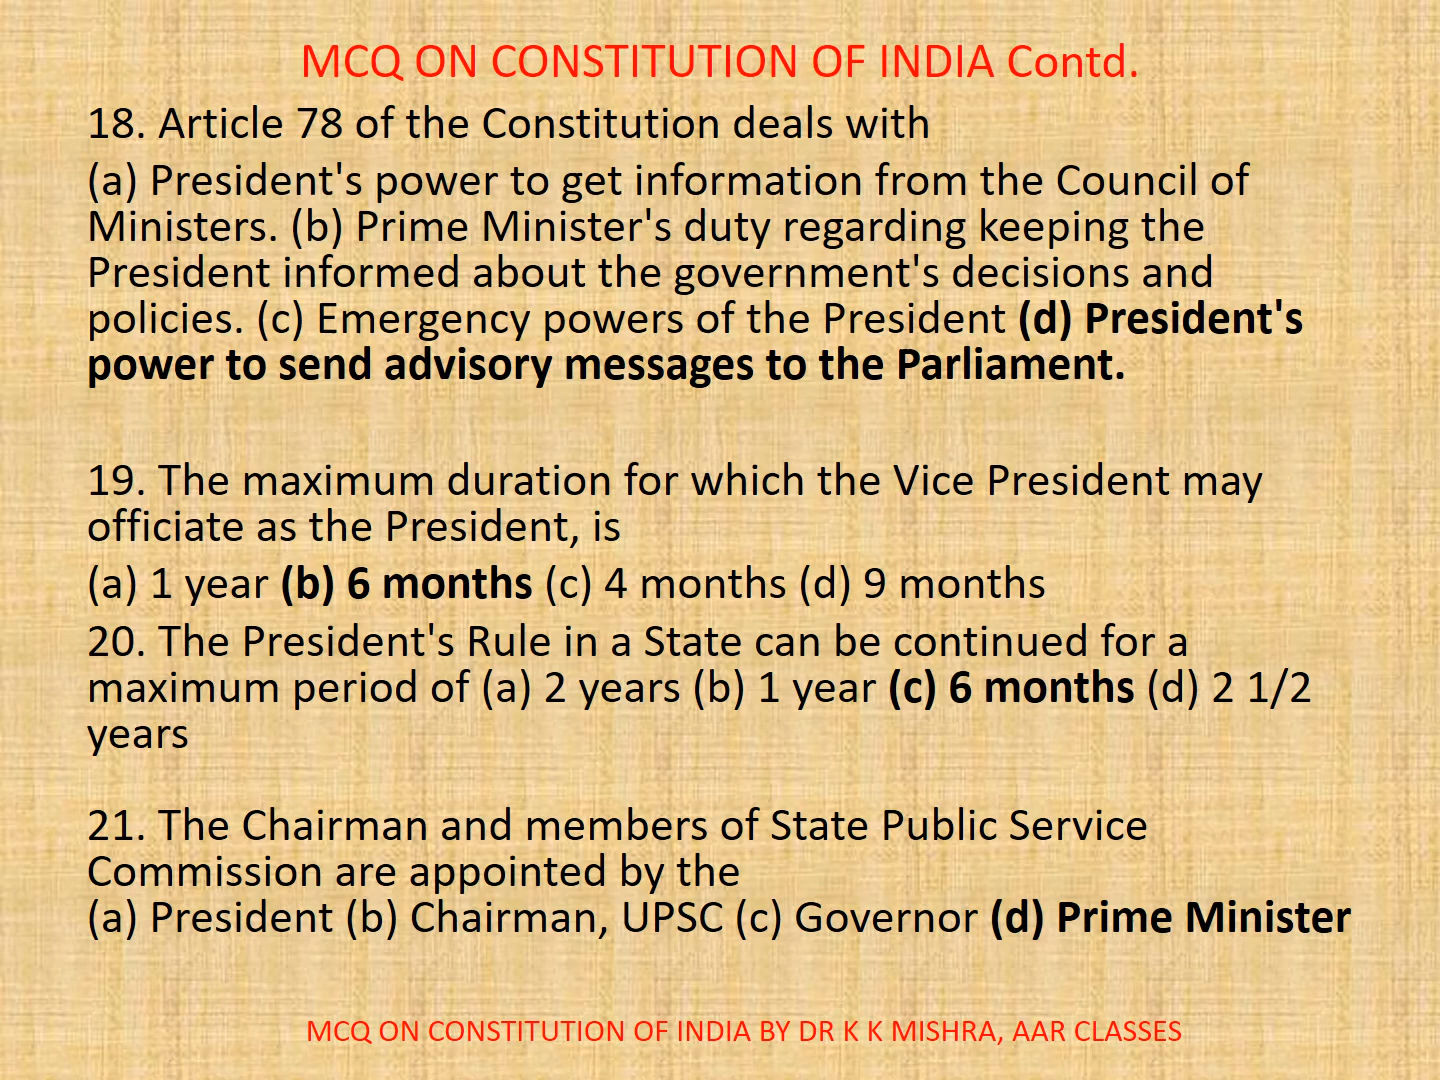 MCQ ON CONSTITUTION OF INDIA Contd.
18. Article 78 of the Constitution deals with
(a) President's power to get information from the Council of
Ministers. (b) Prime Minister's duty regarding keeping the
President informed about the government's decisions and
policies. (c) Emergency powers of the President (d) President's
power to send advisory messages to the Parliament.
19. The maximum duration for which the Vice President may
officiate as the President, is
(a) 1 year (b) 6 months (c) 4 months (d) 9 months
20. The President's Rule in a State can be continued for a
maximum period of (a) 2 years (b) 1 year (c) 6 months (d) 2 1/2
years
21. The Chairman and members of State Public Service
Commission are appointed by the
(a) President (b) Chairman, UPSC (c) Governor (d) Prime Minister
MCQ ON CONSTITUTION OF INDIA BY DR K K MISHRA, AAR CLASSES